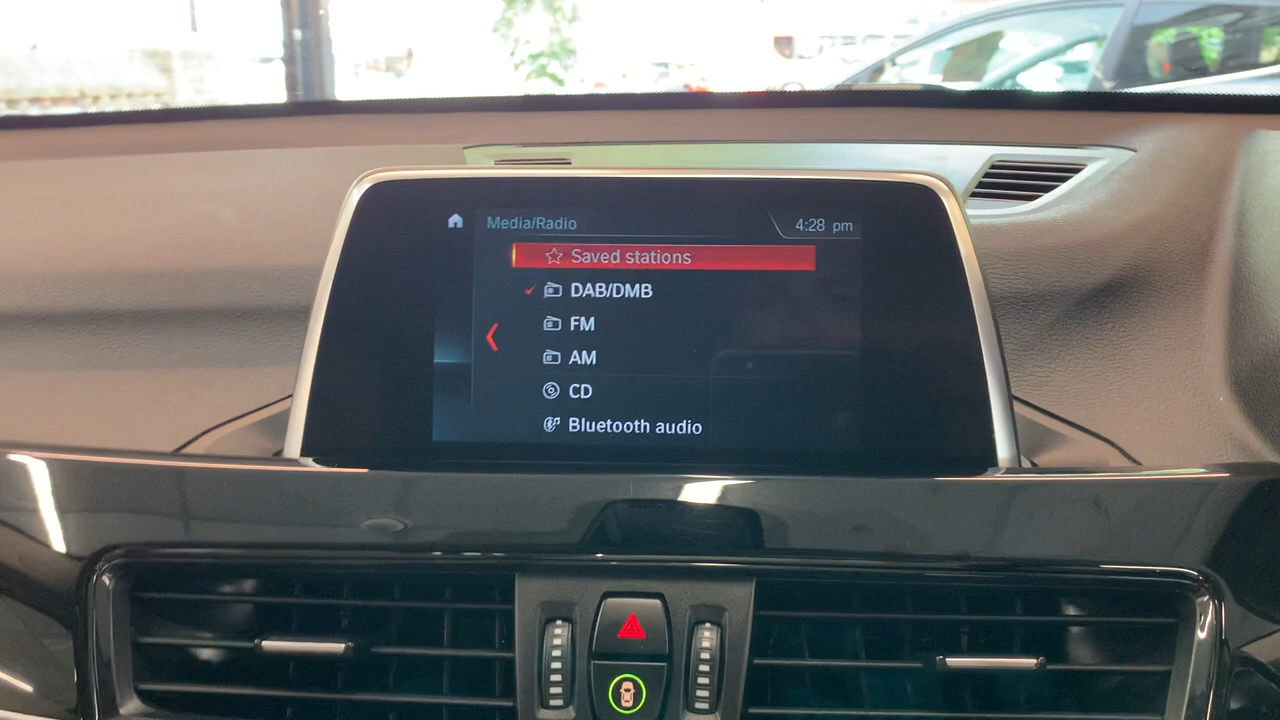 Media/Radio
4:28 pm
Saved stations
DAB/DMB
FM
AM
CD
Bluetooth audio